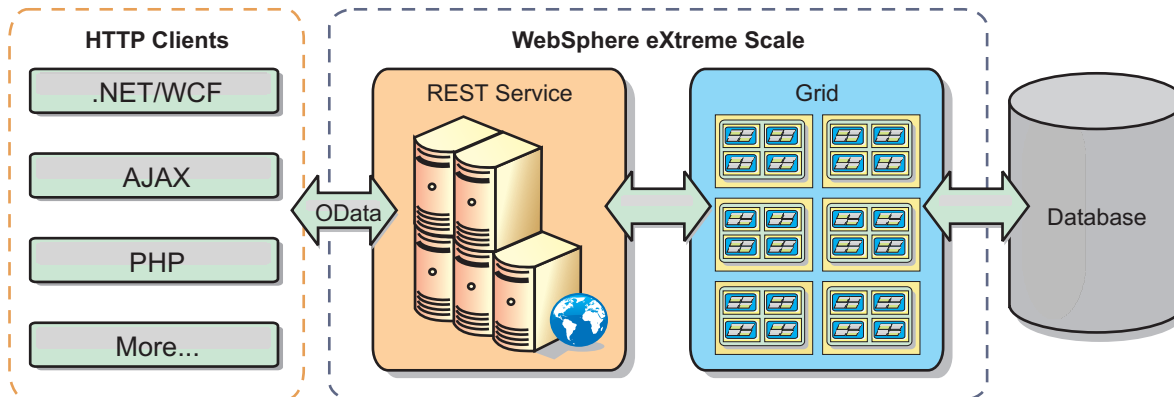 HTTP Clients
.NET/WCF
AJAX
PHP
More...
OData
WebSphere eXtreme Scale
REST Service
Grid
Database